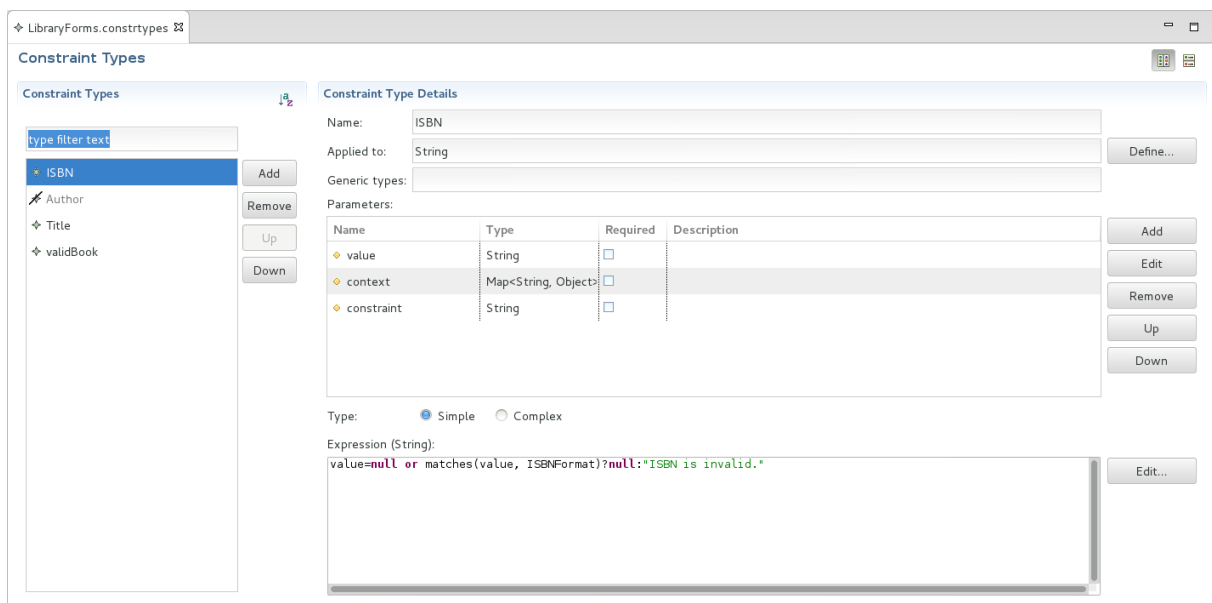 LibraryForms.constrtypes
Constraint Types
Constraint Types
type filter text
ISBN
Author
Title
validBook
Add
Remove
Up
Down
Constraint Type Details
Name: ISBN
Applied to: String Define...
Generic types:
Parameters:
Name Type Required Description
value String
context Map<String, Object>
constraint String
Add
Edit
Remove
Up
Down
Type: Simple Complex
Expression (String):
value=null or matches(value, ISBNFormat)?null:"ISBN is invalid."
Edit...